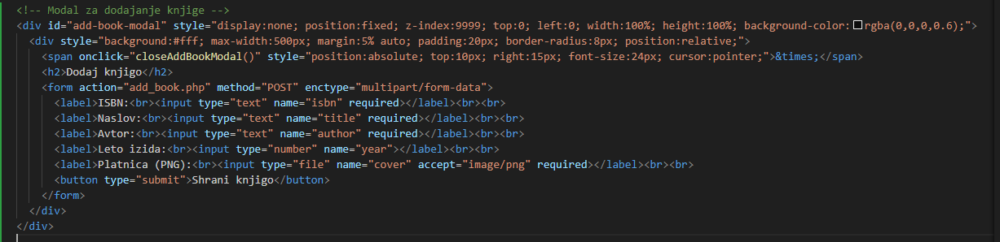 <!-- Modal za dodajanje knjige -->
<div id="add-book-modal" style="display:none; position:fixed; z-index:9999; top:0; left:0; width:100%; height:100%; background-color:rgba(0,0,0,0.6);">
<div style="background:#fff; max-width:500px; margin:5% auto; padding:20px; border-radius:8px; position:relative;">
<span onclick="closeAddBookModal()" style="position:absolute; top:10px; right:15px; font-size:24px; cursor:pointer;">&times;</span>
<h2>Dodaj knjigo</h2>
<form action="add_book.php" method="POST" enctype="multipart/form-data">
<label>ISBN:<br><input type="text" name="isbn" required></label><br><br>
<label>Naslov:<br><input type="text" name="title" required></label><br><br>
<label>Avtor:<br><input type="text" name="author" required></label><br><br>
<label>Leto izida:<br><input type="number" name="year"></label><br><br>
<label>Platnica (PNG):<br><input type="file" name="cover" accept="image/png" required></label><br><br>
<button type="submit">Shrani knjigo</button>
</form>
</div>
</div>